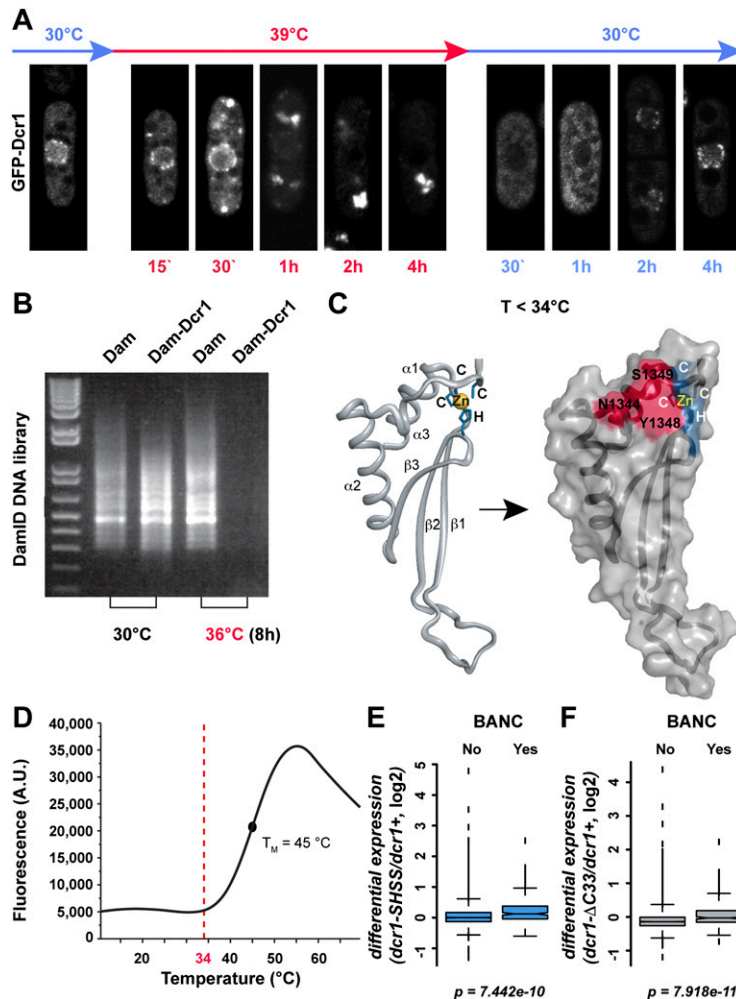 A
30°C
39°C
30°C
GFP-Dcr1
15` 30` 1h 2h 4h 30` 1h 2h 4h
B
Dam
Dam-Dcr1
Dam
Dam-Dcr1
DamID DNA library
30°C
36°C (8h)
C
T < 34°C
α1
C
C
Zn
C
H
α3
α2
β3
β2
β1
S1349
C
C
N1344
C
Zn
Y1348
H
D
40,000
35,000
30,000
25,000
20,000
15,000
10,000
5,000
0
Fluorescence (A.U.)
TM = 45 °C
20 34 40 60
Temperature (°C)
E
BANC
No Yes
differential expression
(dcr1-SHSS/dcr1+, log2)
5
4
3
2
1
0
-1
p = 7.442e-10
F
BANC
No Yes
differential expression
(dcr1-ΔC33/dcr1+, log2)
4
3
2
1
0
-1
p = 7.918e-11